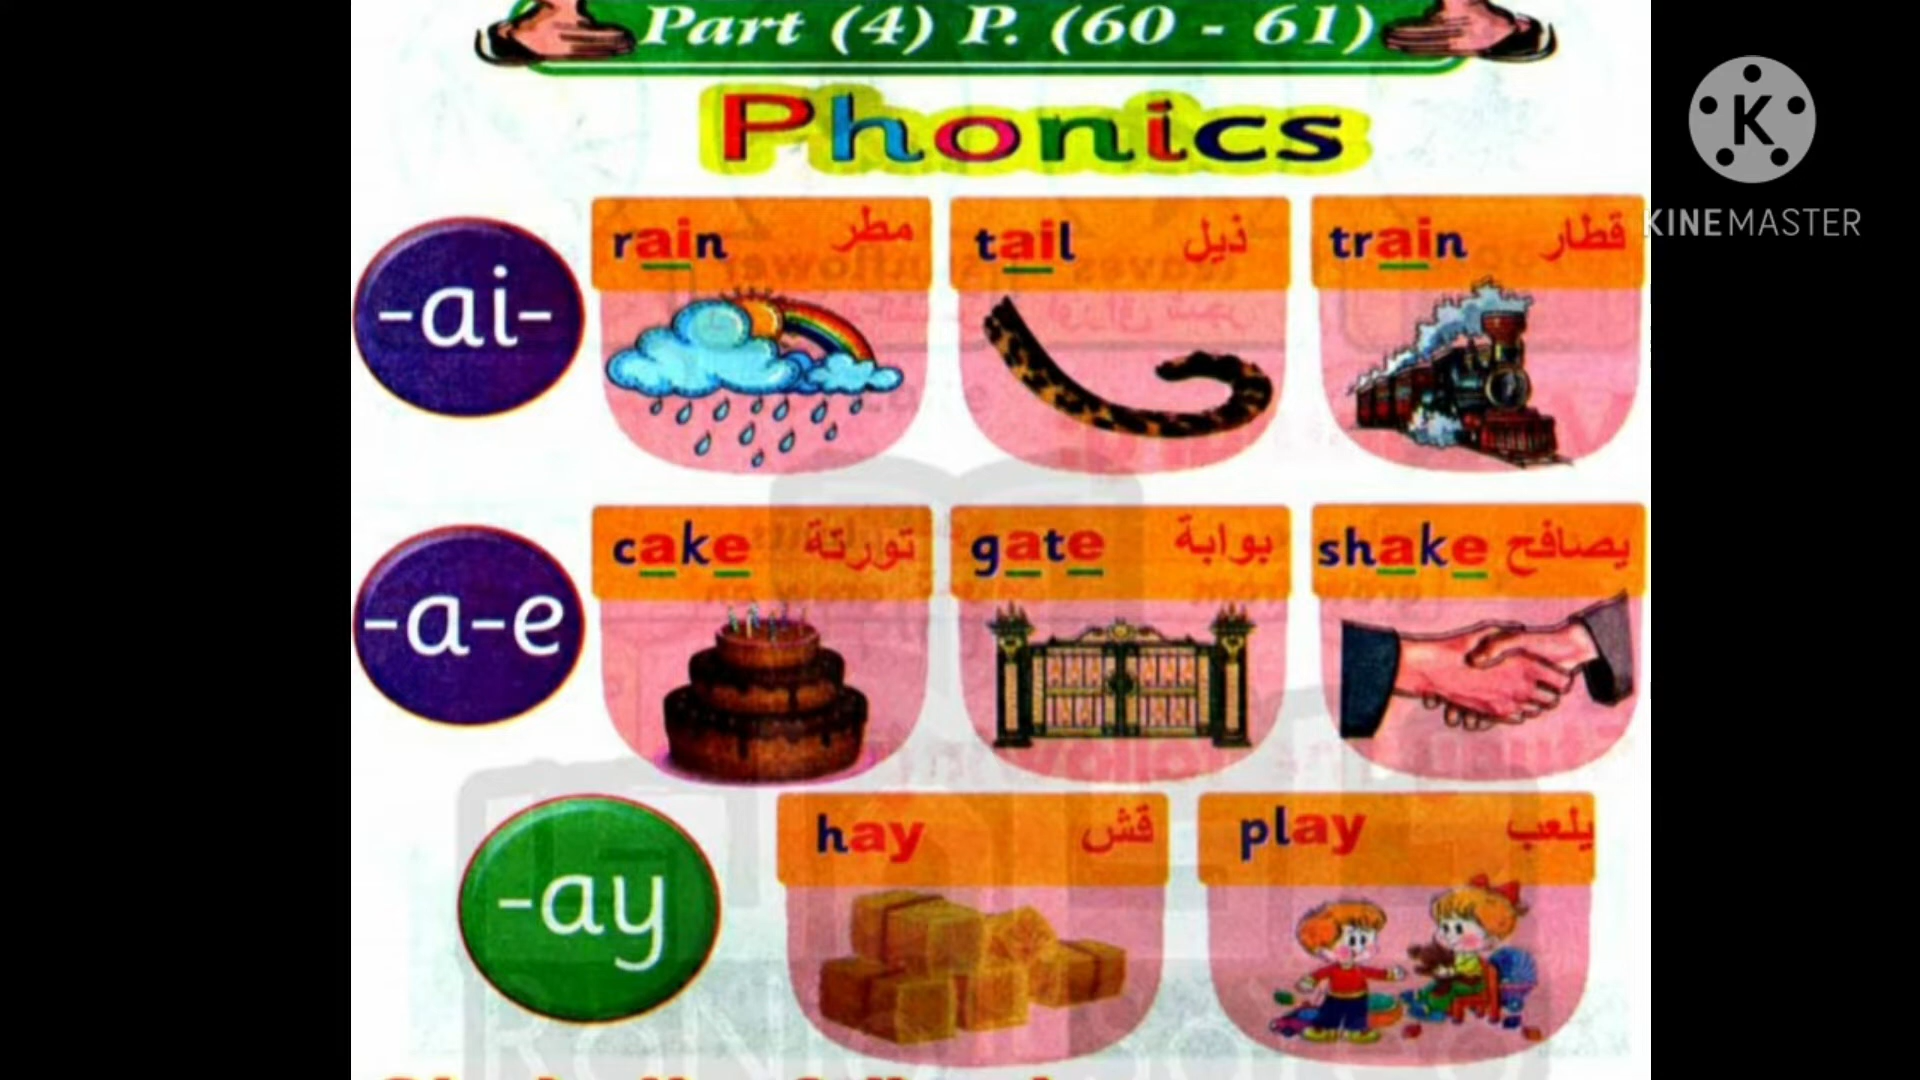 Part (4) P. (60 - 61)
Phonics
K
KINEMASTER
-ai-
rain مطر
tail ذيل
train قطار
-a-e
cake تورتة
gate بوابة
shake يصافح
-ay
hay قش
play يلعب